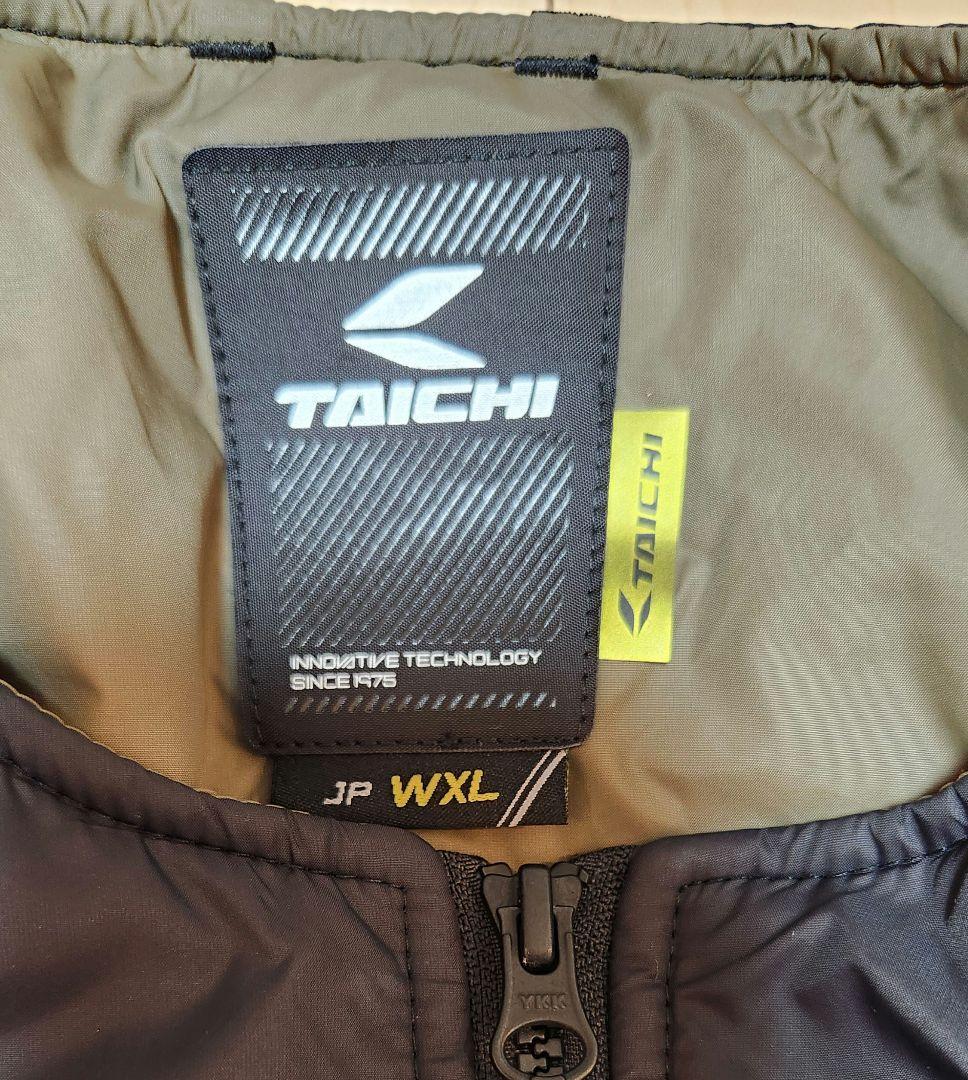 TAICHI
INNOVATIVE TECHNOLOGY
SINCE 1975
TAICHI
JP WXL
YKK